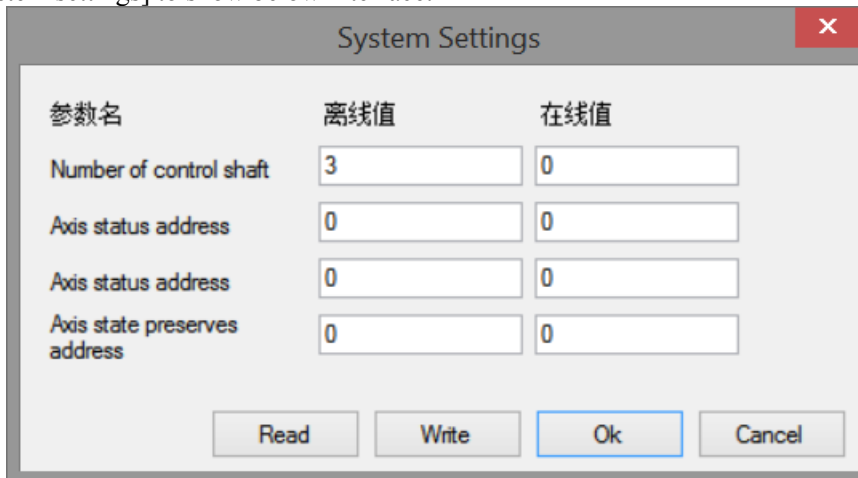 System Settings
参数名 离线值 在线值
Number of control shaft 3 0
Axis status address 0 0
Axis status address 0 0
Axis state preserves
address 0 0
Read Write Ok Cancel